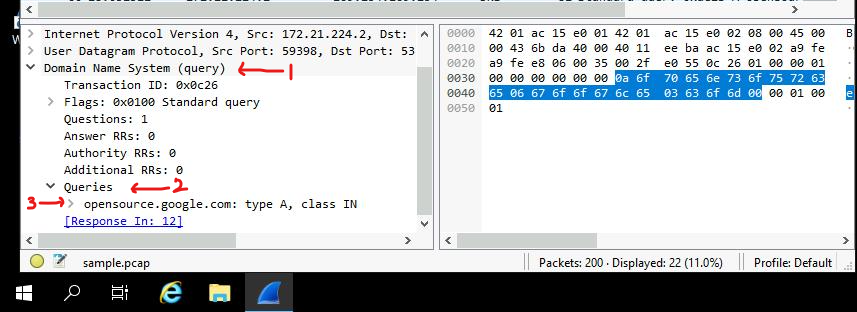 Internet Protocol Version 4, Src: 172.21.224.2, Dst:
User Datagram Protocol, Src Port: 59398, Dst Port: 53
Domain Name System (query)
1
Transaction ID: 0x0c26
Flags: 0x0100 Standard query
Questions: 1
Answer RRs: 0
Authority RRs: 0
Additional RRs: 0
Queries
2
3
opensource.google.com: type A, class IN
[Response In: 12]
0000 42 01 ac 15 e0 01 42 01 ac 15 e0 02 08 00 45 00 B
0010 00 43 6b da 40 00 40 11 ee ba ac 15 e0 02 a9 fe ·
0020 a9 fe e8 06 00 35 00 2f e0 55 0c 26 01 00 00 01 ·
0030 00 00 00 00 00 00 0a 6f 70 65 6e 73 6f 75 72 63 ·
0040 65 06 67 6f 6f 67 6c 65 03 63 6f 6d 00 00 01 00 e
0050 01 ·
sample.pcap
Packets: 200 · Displayed: 22 (11.0%)
Profile: Default